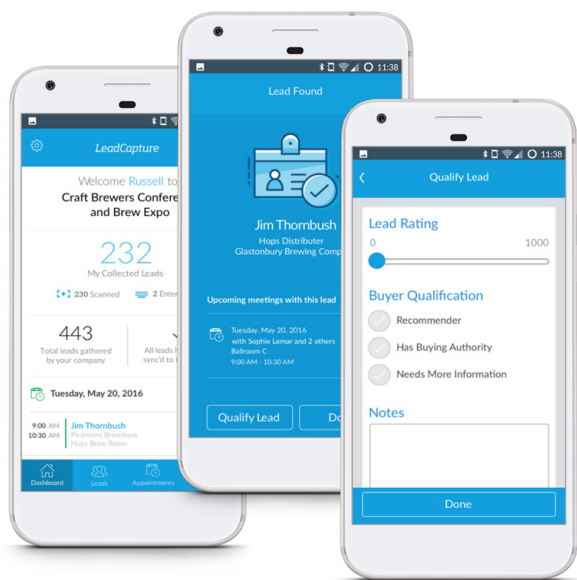 LeadCapture
Welcome Russell to
Craft Brewers Confere
and Brew Expo
232
My Collected Leads
230 Scanned
2 Enter
443
Total leads gathered
by your company
All leads
sync'd to
Tuesday, May 20, 2016
9:00 AM
10:30 AM
Jim Thornbush
Picaroons Brewtique
Hops Brew Room
Dashboard
Leads
Appointments
11:38
Lead Found
Jim Thornbush
Hops Distributer
Glastonbury Brewing Comp
Upcoming meetings with this lead
Tuesday, May 20, 2016
with Sophie Lemar and 2 others
Ballroom C
9:00 AM - 10:30 AM
Qualify Lead
Do
11:38
Qualify Lead
Lead Rating
0 1000
Buyer Qualification
Recommender
Has Buying Authority
Needs More Information
Notes
Done